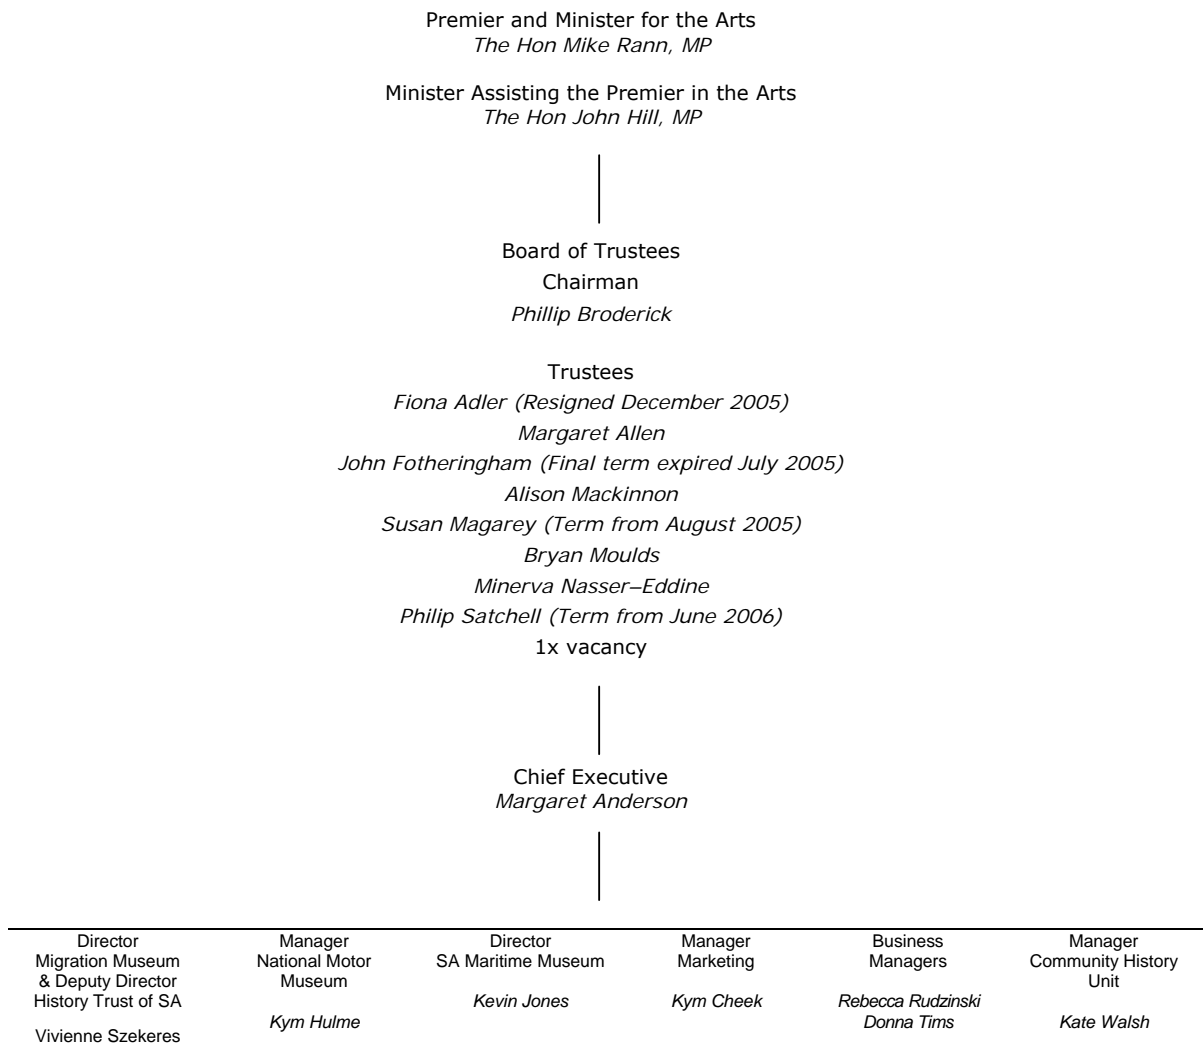 Premier and Minister for the Arts
The Hon Mike Rann, MP
Minister Assisting the Premier in the Arts
The Hon John Hill, MP
Board of Trustees
Chairman
Phillip Broderick
Trustees
Fiona Adler (Resigned December 2005)
Margaret Allen
John Fotheringham (Final term expired July 2005)
Alison Mackinnon
Susan Magarey (Term from August 2005)
Bryan Moulds
Minerva Nasser–Eddine
Philip Satchell (Term from June 2006)
1x vacancy
Chief Executive
Margaret Anderson
Director
Migration Museum
& Deputy Director
History Trust of SA
Vivienne Szekeres
Manager
National Motor
Museum
Kym Hulme
Director
SA Maritime Museum
Kevin Jones
Manager
Marketing
Kym Cheek
Business
Managers
Rebecca Rudzinski
Donna Tims
Manager
Community History
Unit
Kate Walsh